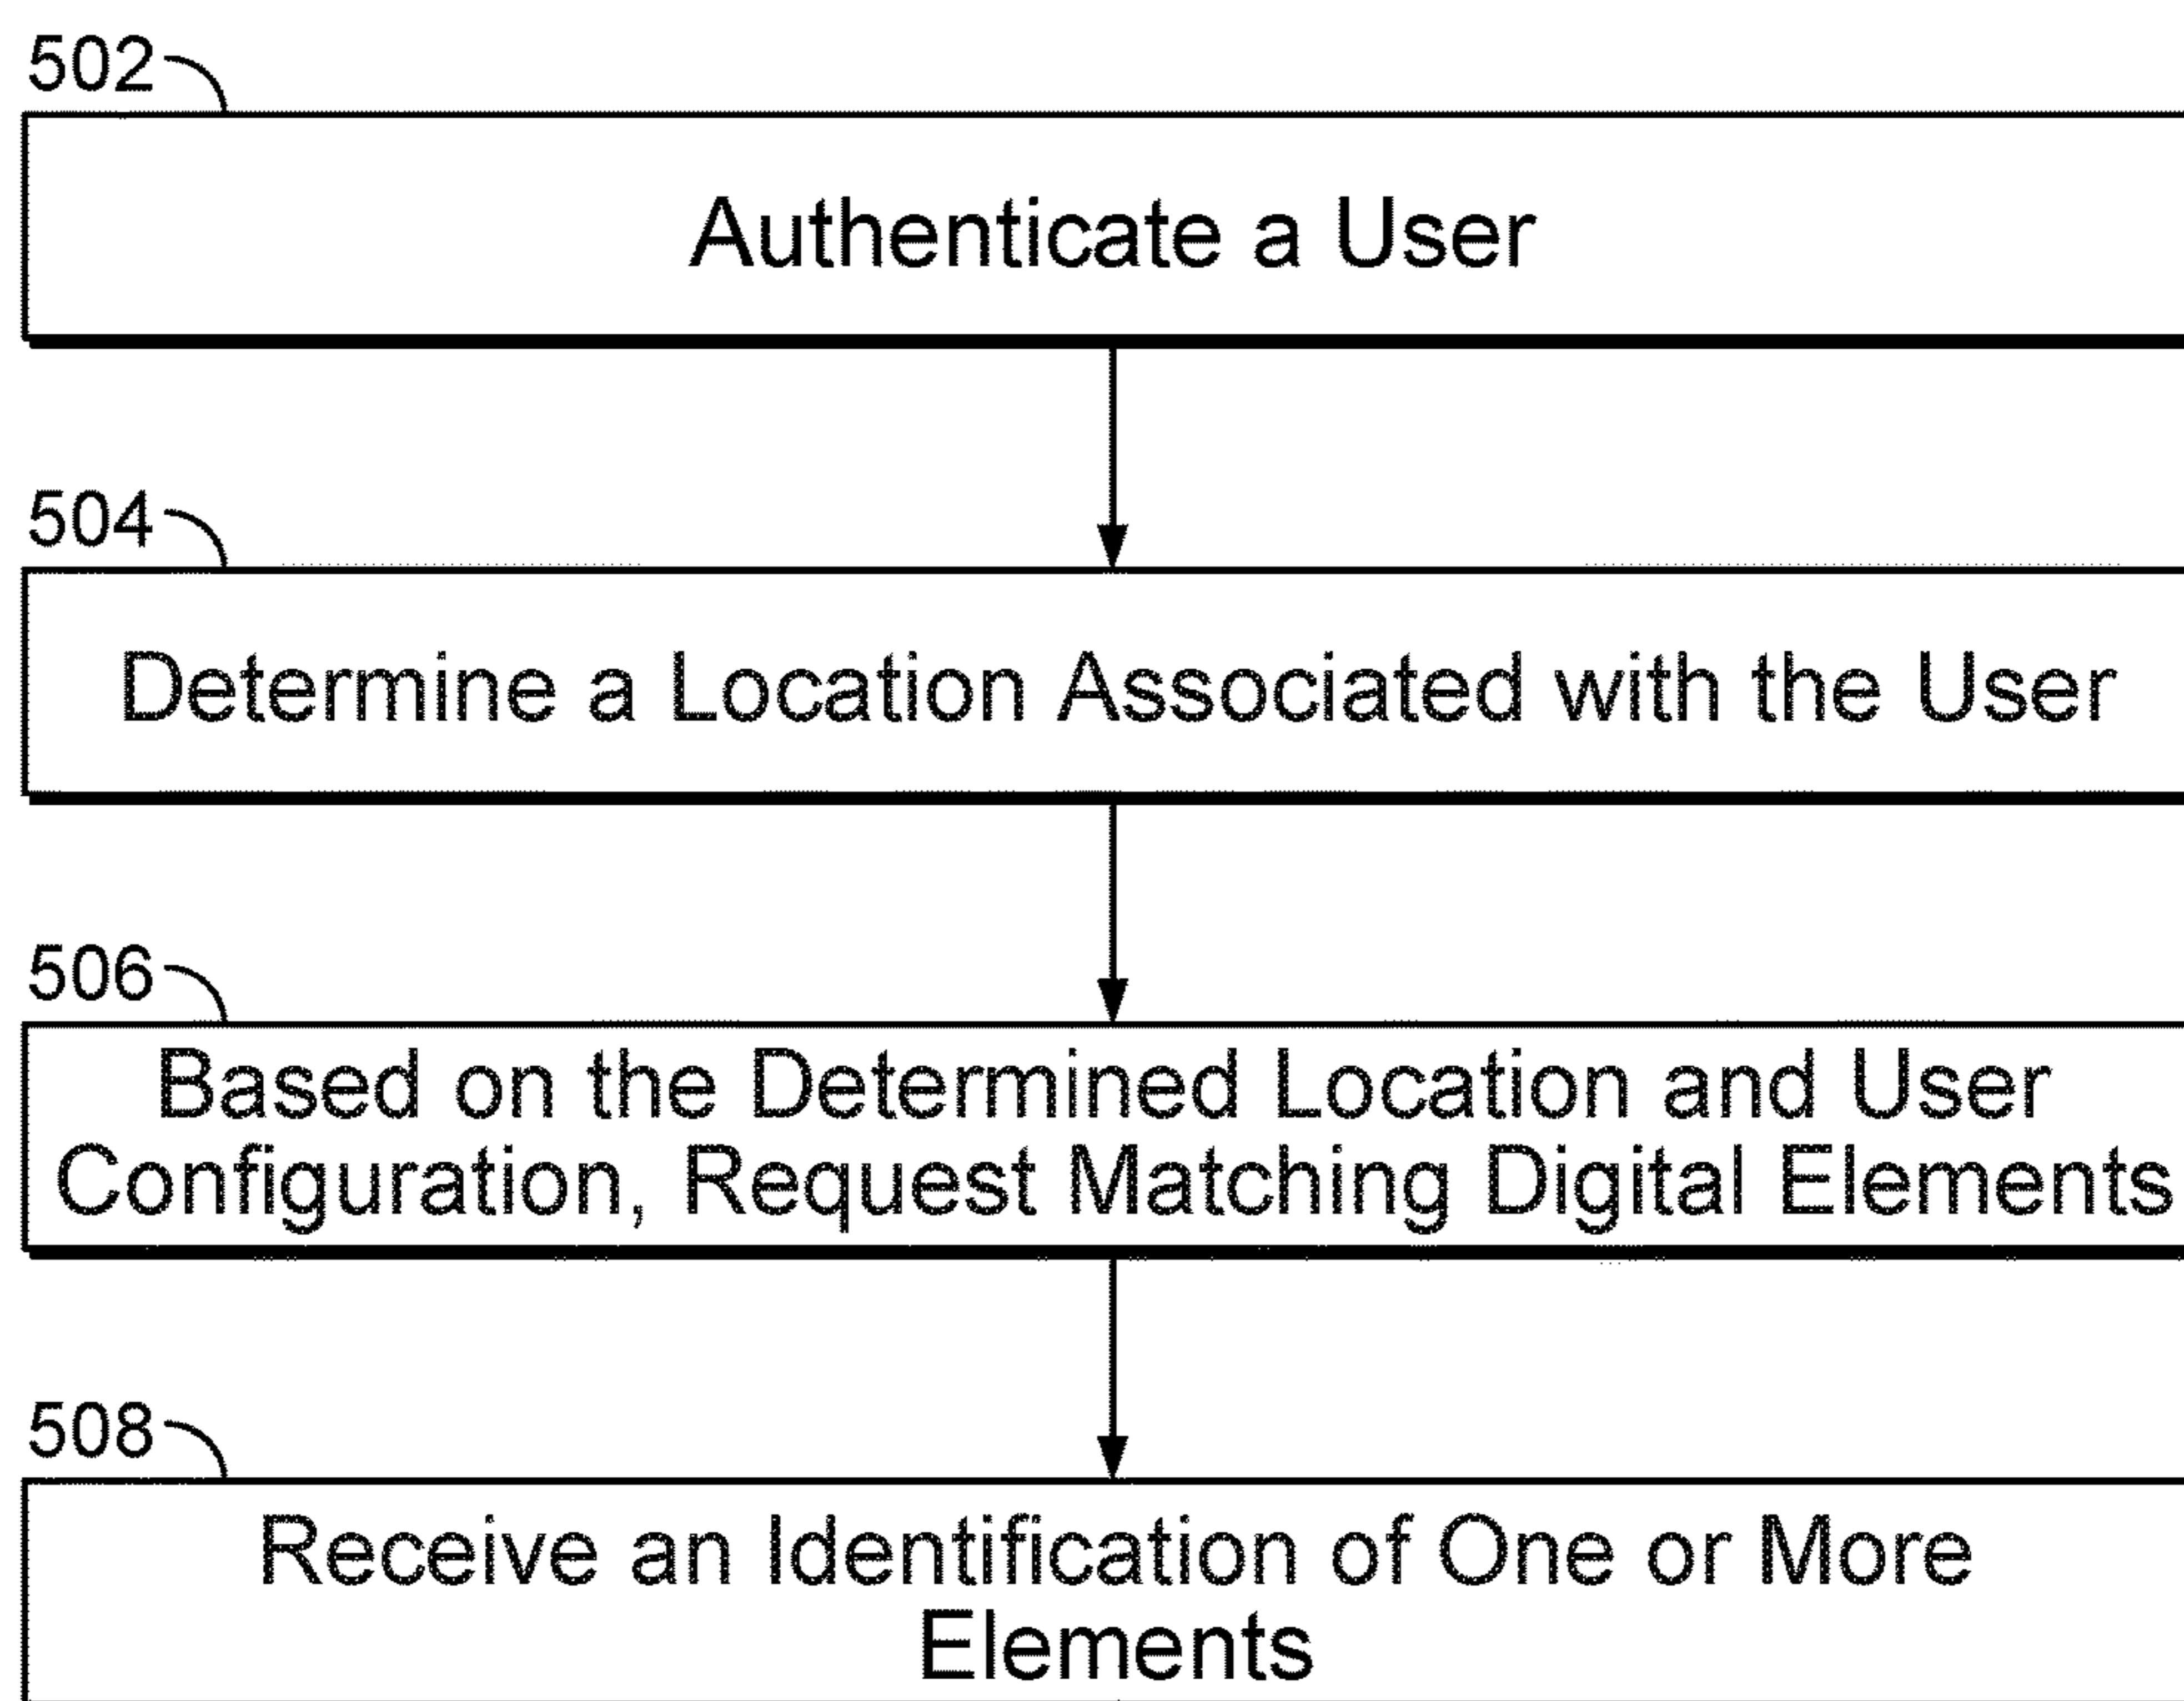 502
Authenticate a User
504
Determine a Location Associated with the User
506
Based on the Determined Location and User
Configuration, Request Matching Digital Elements
508
Receive an Identification of One or More
Elements